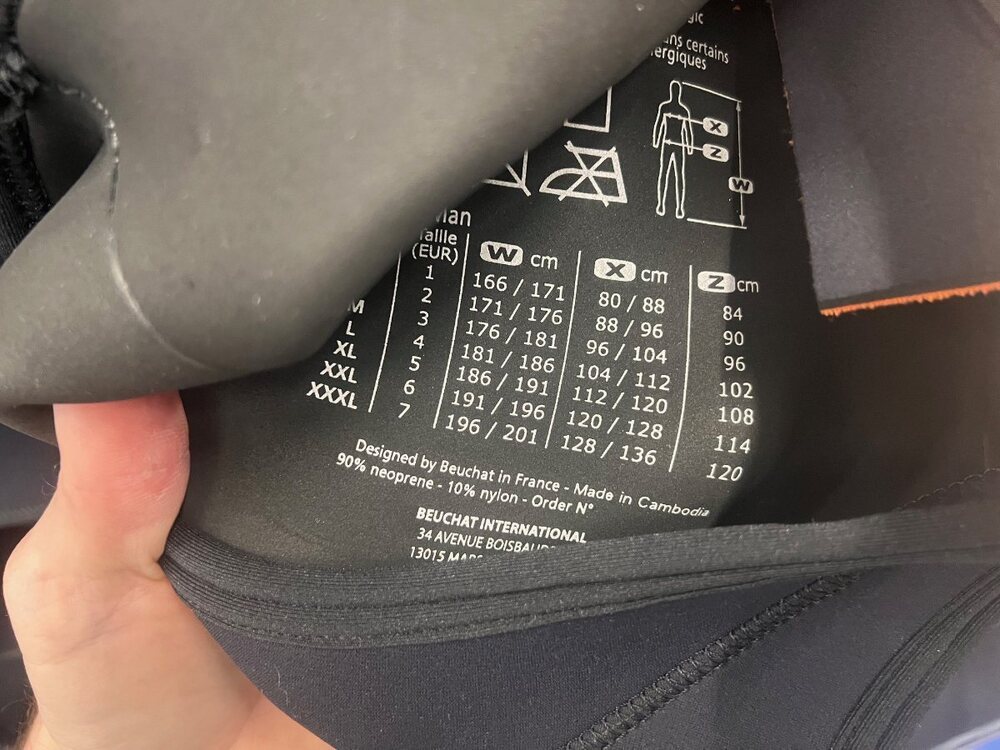 gic
ans certains
ergiques
X
Z
W
Man
Taille (EUR) W cm X cm Z cm
1 166 / 171 80 / 88 84
2 171 / 176 88 / 96 90
M 3 176 / 181 96 / 104 96
L 4 181 / 186 104 / 112 102
XL 5 186 / 191 112 / 120 108
XXL 6 191 / 196 120 / 128 114
XXXL 7 196 / 201 128 / 136 120
Designed by Beuchat in France - Made in Cambodia
90% neoprene - 10% nylon - Order N°
BEUCHAT INTERNATIONAL
34 AVENUE BOISBAUD
13015 MARS